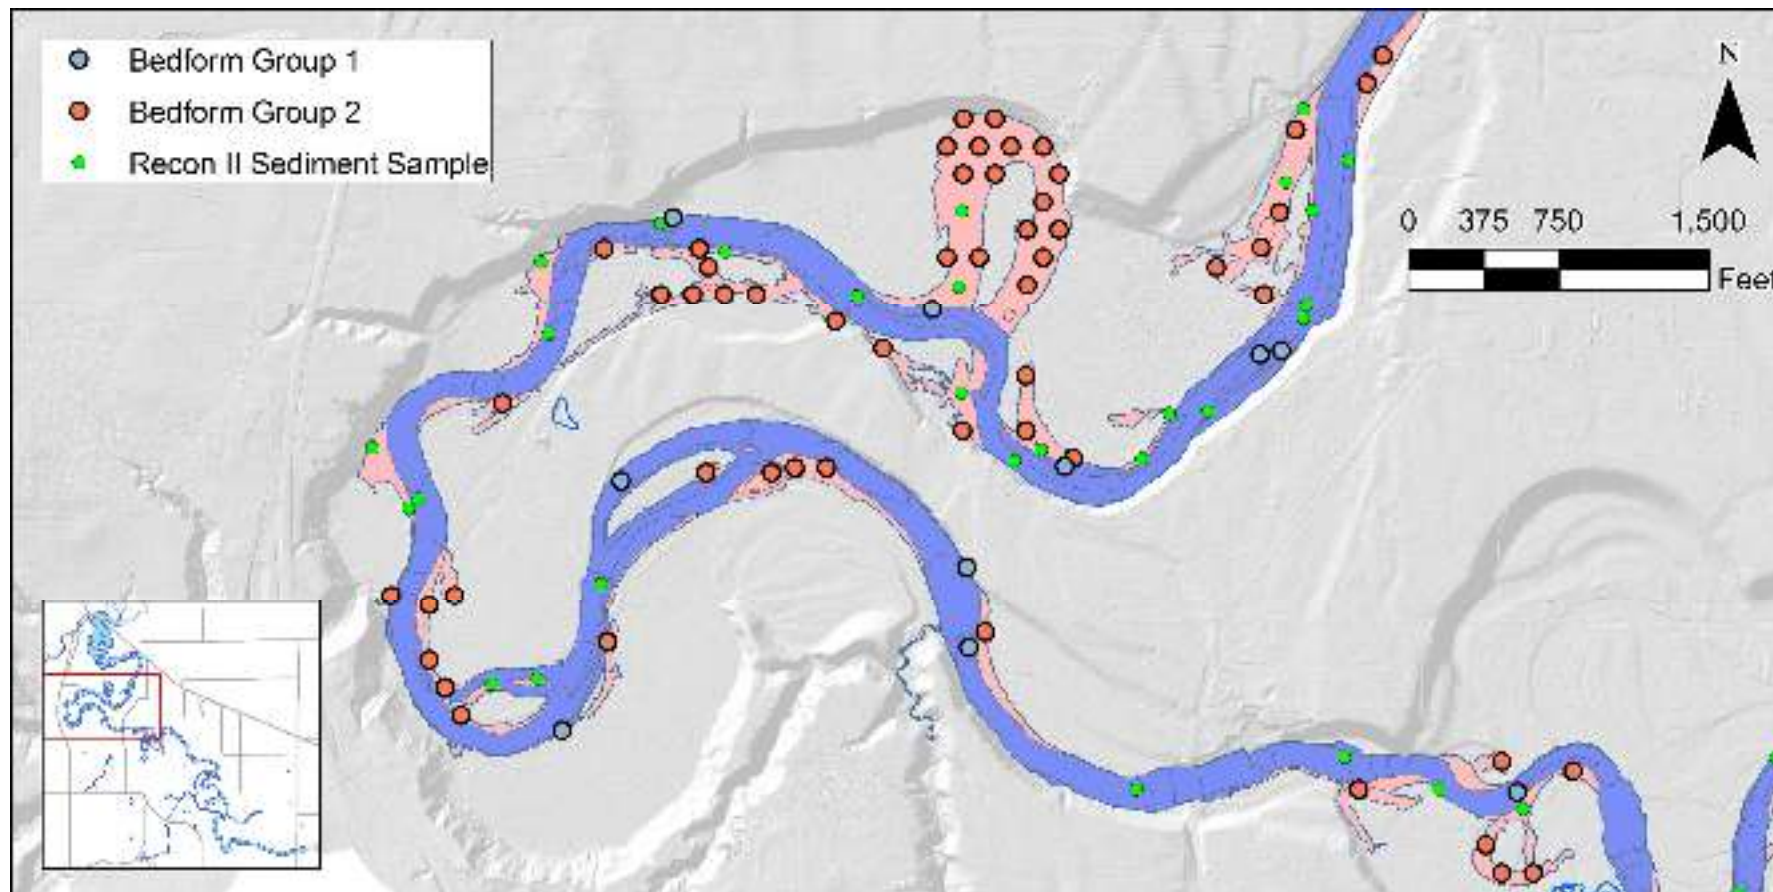 Bedform Group 1
Bedform Group 2
Recon II Sediment Sample
N
0 375 750 1,500
Feet